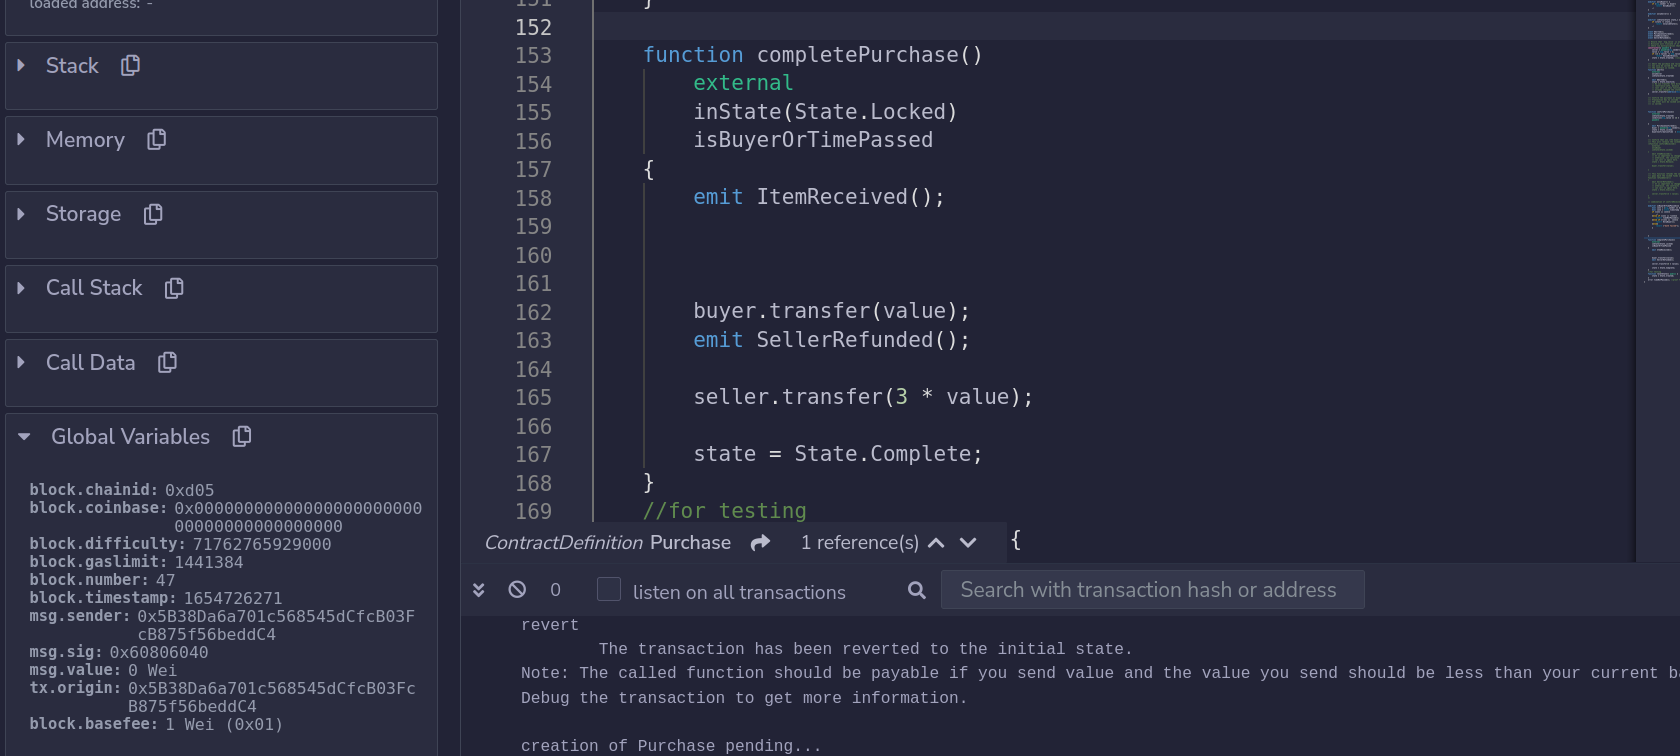 loaded address: -
Stack
Memory
Storage
Call Stack
Call Data
Global Variables
block.chainid: 0xd05
block.coinbase: 0x00000000000000000000000
00000000000000000
block.difficulty: 71762765929000
block.gaslimit: 1441384
block.number: 47
block.timestamp: 1654726271
msg.sender: 0x5B38Da6a701c568545dCfcB03F
cB875f56beddC4
msg.sig: 0x60806040
msg.value: 0 Wei
tx.origin: 0x5B38Da6a701c568545dCfcB03Fc
B875f56beddC4
block.basefee: 1 Wei (0x01)
151 }
152
153 function completePurchase()
154 external
155 inState(State.Locked)
156 isBuyerOrTimePassed
157 {
158 emit ItemReceived();
159
160
161
162 buyer.transfer(value);
163 emit SellerRefunded();
164
165 seller.transfer(3 * value);
166
167 state = State.Complete;
168 }
169 //for testing
ContractDefinition Purchase 1 reference(s) {
0 listen on all transactions Search with transaction hash or address
revert
The transaction has been reverted to the initial state.
Note: The called function should be payable if you send value and the value you send should be less than your current
Debug the transaction to get more information.
creation of Purchase pending...